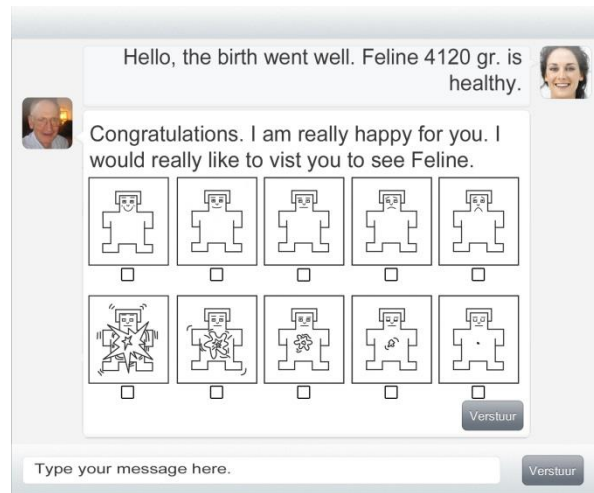 Hello, the birth went well. Feline 4120 gr. is
healthy.
Congratulations. I am really happy for you. I
would really like to vist you to see Feline.
Verstuur
Type your message here.
Verstuur